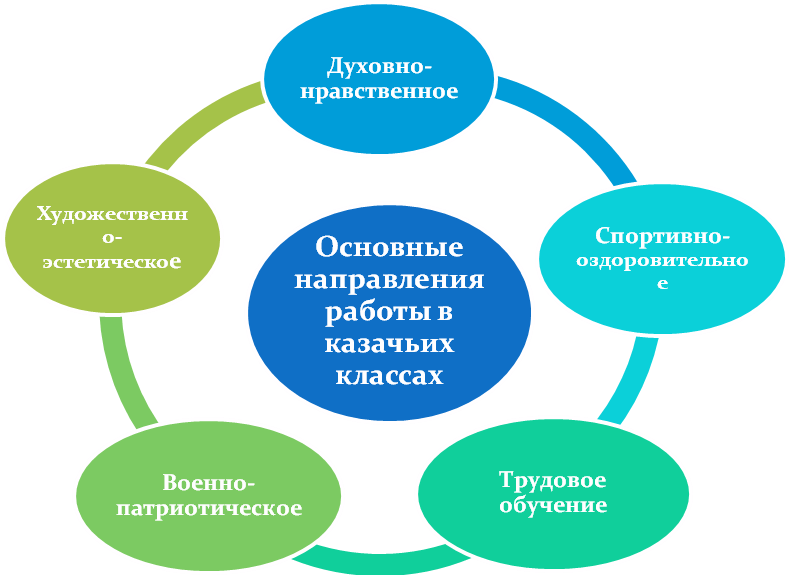 Духовно-
нравственное
Спортивно-
оздоровительно
е
Трудовое
обучение
Военно-
патриотическое
Художественн
о-
эстетическое
Основные
направления
работы в
казачьих
классах